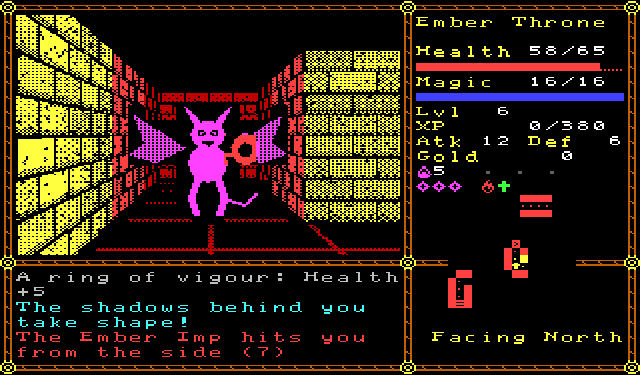 Ember Throne
Health 58/65
Magic 16/16
Lvl 6
XP 0/380
Atk 12 Def 6
Gold 0
5
A ring of vigour: Health
+5
The shadows behind you
take shape!
The Ember Imp hits you
from the side (7)
Facing North